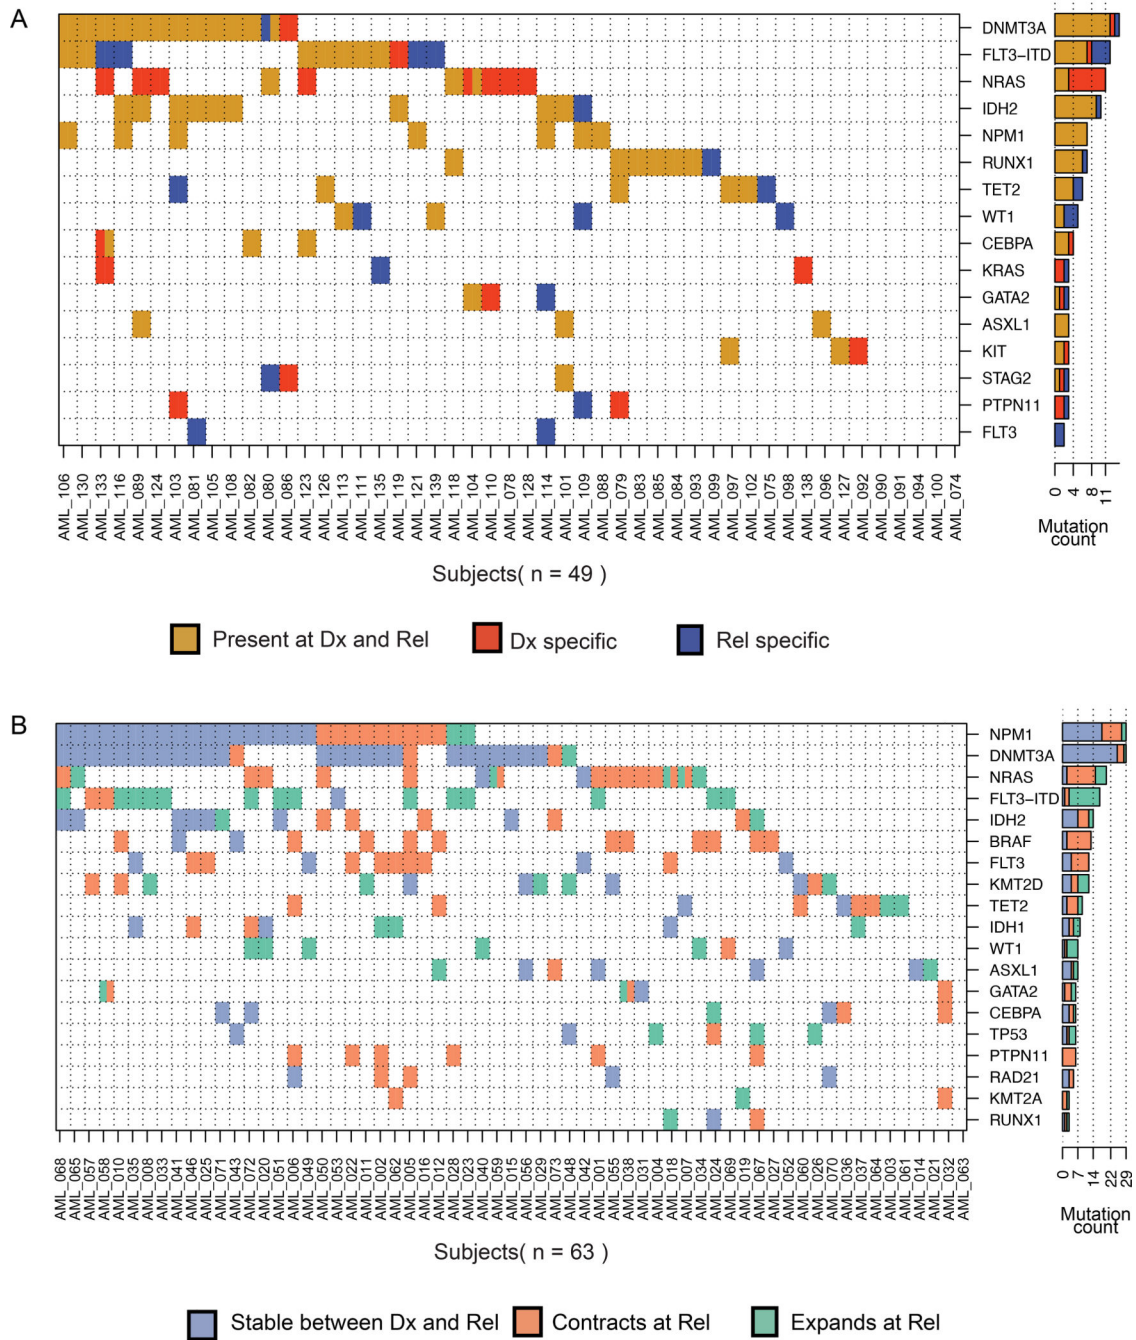 A
DNMT3A
FLT3-ITD
NRAS
IDH2
NPM1
RUNX1
TET2
WT1
CEBPA
KRAS
GATA2
ASXL1
KIT
STAG2
PTPN11
FLT3
AML_106
AML_130
AML_133
AML_116
AML_089
AML_124
AML_103
AML_081
AML_105
AML_108
AML_082
AML_080
AML_086
AML_123
AML_126
AML_113
AML_111
AML_135
AML_119
AML_121
AML_139
AML_118
AML_104
AML_110
AML_078
AML_128
AML_114
AML_101
AML_109
AML_088
AML_079
AML_083
AML_085
AML_084
AML_093
AML_099
AML_097
AML_102
AML_075
AML_098
AML_138
AML_096
AML_127
AML_092
AML_090
AML_091
AML_094
AML_100
AML_074
0 4 8 11
Mutation
count
Subjects( n = 49 )
Present at Dx and Rel Dx specific Rel specific
B
NPM1
DNMT3A
NRAS
FLT3-ITD
IDH2
BRAF
FLT3
KMT2D
TET2
IDH1
WT1
ASXL1
GATA2
CEBPA
TP53
PTPN11
RAD21
KMT2A
RUNX1
AML_068
AML_065
AML_057
AML_058
AML_010
AML_035
AML_008
AML_033
AML_041
AML_046
AML_025
AML_071
AML_043
AML_072
AML_020
AML_051
AML_006
AML_049
AML_050
AML_053
AML_022
AML_011
AML_002
AML_062
AML_005
AML_016
AML_012
AML_028
AML_023
AML_040
AML_059
AML_015
AML_056
AML_029
AML_073
AML_048
AML_042
AML_001
AML_055
AML_038
AML_031
AML_004
AML_018
AML_007
AML_034
AML_024
AML_069
AML_019
AML_067
AML_027
AML_052
AML_060
AML_026
AML_070
AML_036
AML_037
AML_064
AML_003
AML_061
AML_014
AML_021
AML_032
AML_063
0 7 14 22 29
Mutation
count
Subjects( n = 63 )
Stable between Dx and Rel Contracts at Rel Expands at Rel